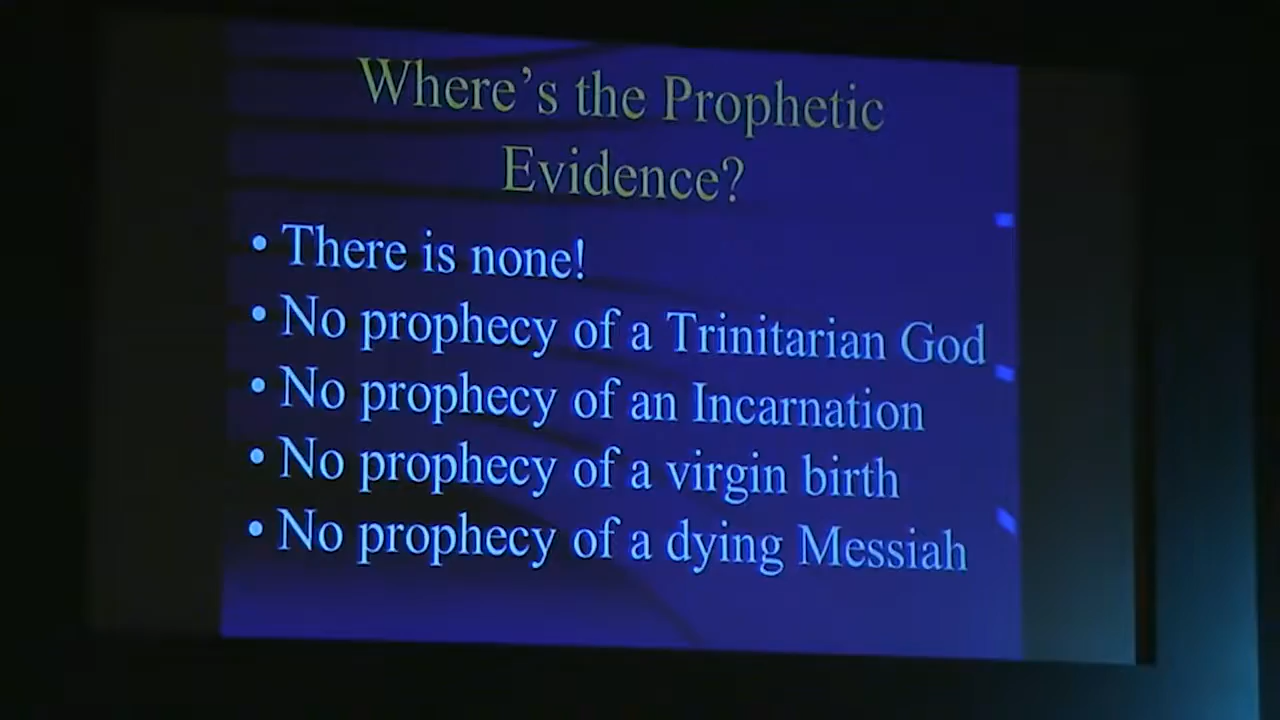 Where's the Prophetic
Evidence?
• There is none!
• No prophecy of a Trinitarian God
• No prophecy of an Incarnation
• No prophecy of a virgin birth
• No prophecy of a dying Messiah